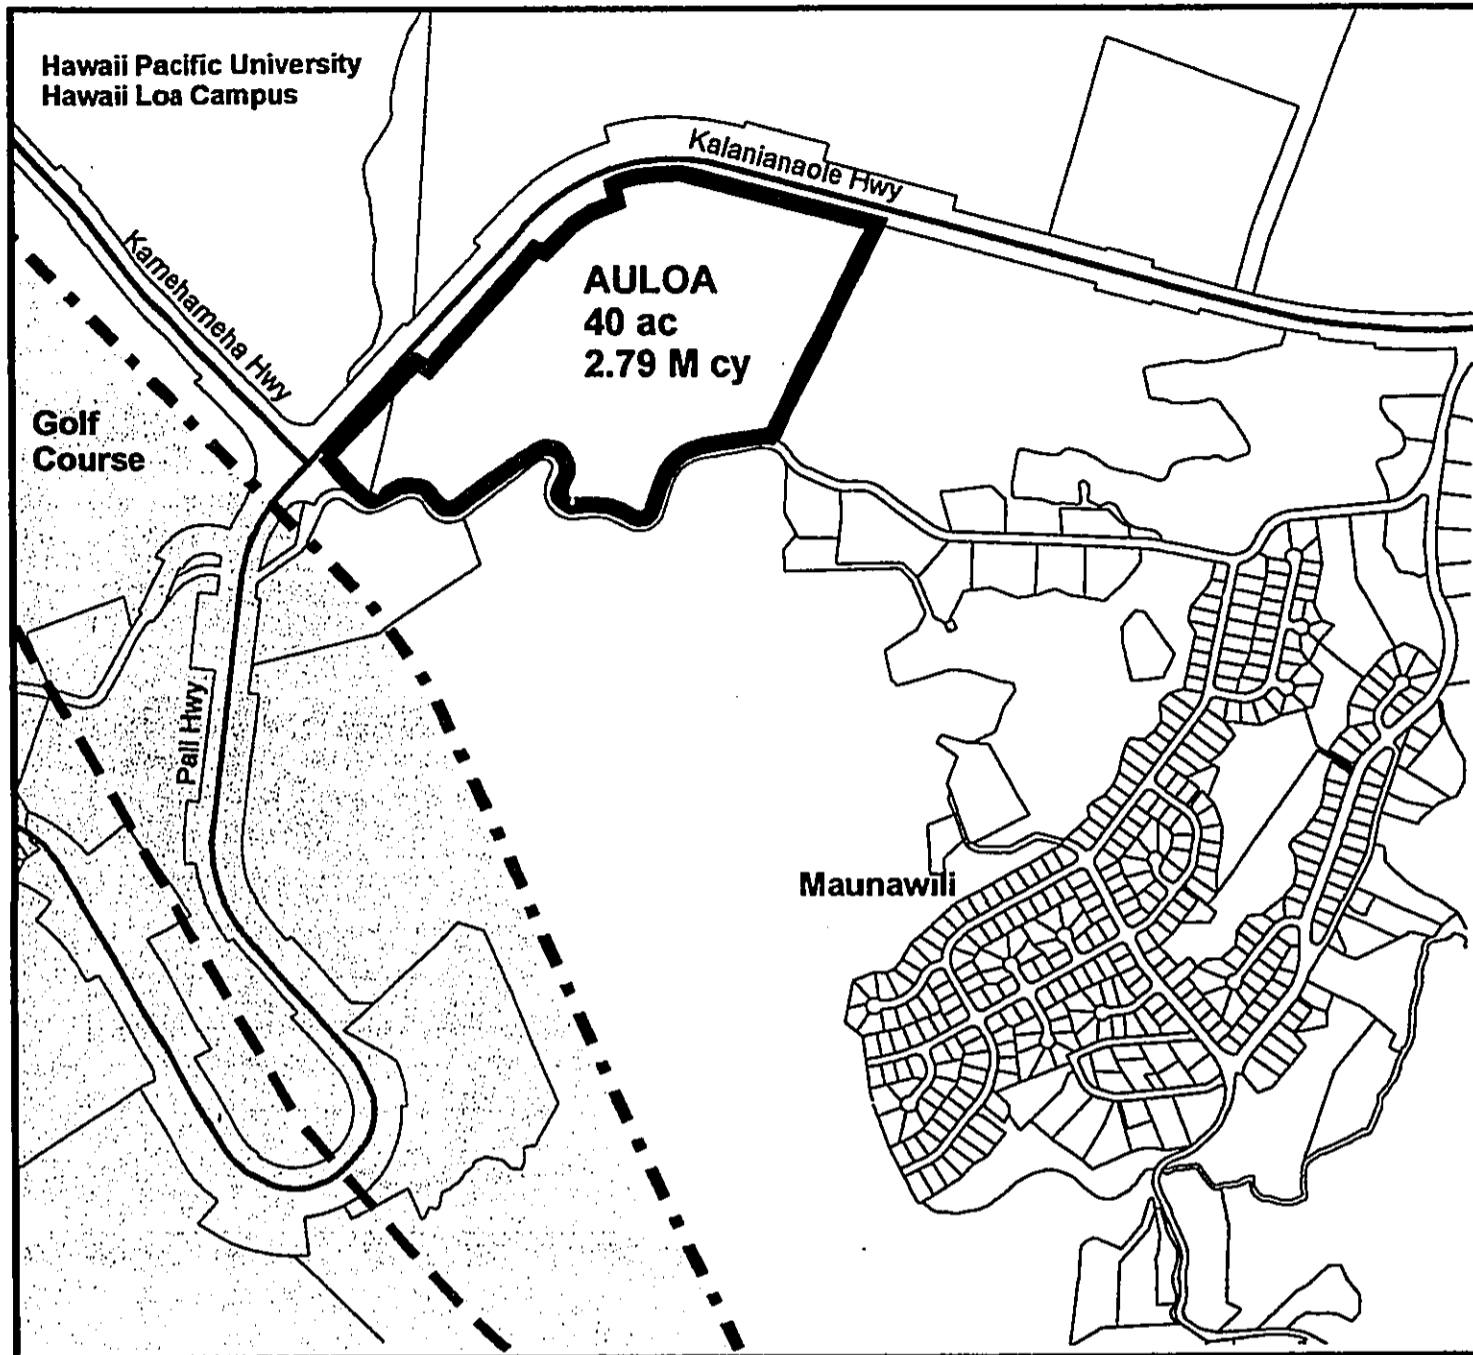 Hawaii Pacific University
Hawaii Loa Campus
Kalanianaole Hwy
Kamehameha Hwy
AULOA
40 ac
2.79 M cy
Golf
Course
Pali Hwy
Maunawili